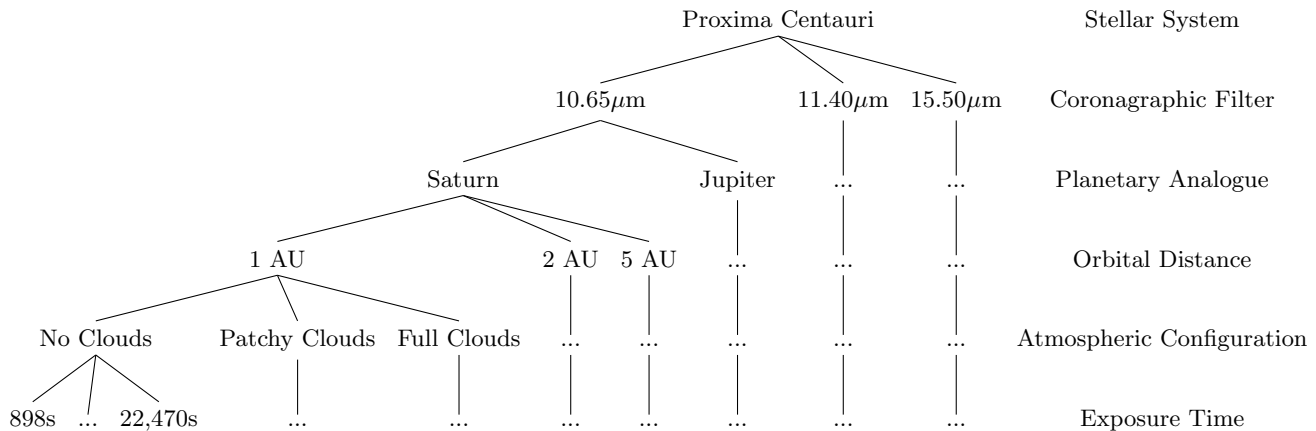 Proxima Centauri Stellar System
10.65μm 11.40μm 15.50μm Coronagraphic Filter
Saturn Jupiter ... ... Planetary Analogue
1 AU 2 AU 5 AU ... ... ... Orbital Distance
No Clouds Patchy Clouds Full Clouds ... ... ... ... ... Atmospheric Configuration
898s ... 22,470s ... ... ... ... ... ... ... Exposure Time